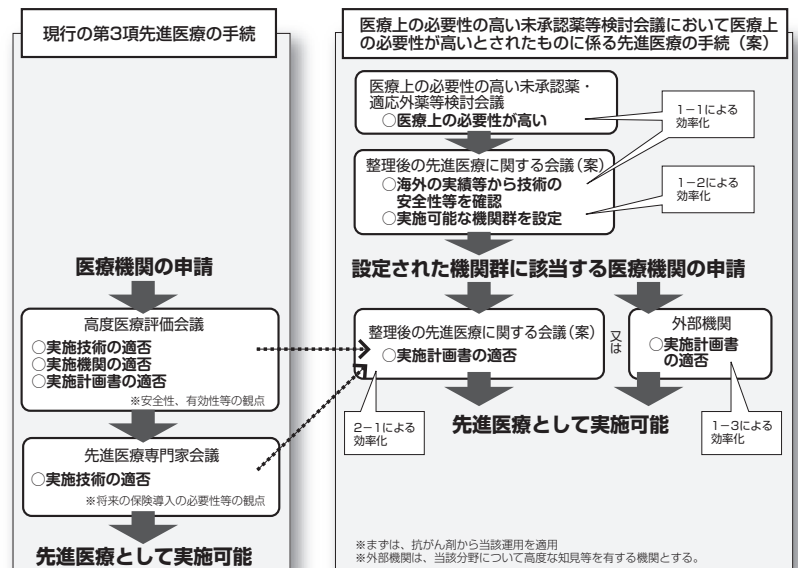 現行の第3項先進医療の手続
医療機関の申請
高度医療評価会議
○実施技術の適否
○実施機関の適否
○実施計画書の適否
※安全性、有効性等の観点
先進医療専門家会議
○実施技術の適否
※将来の保険導入の必要性等の観点
先進医療として実施可能
医療上の必要性の高い未承認薬等検討会議において医療上
の必要性が高いとされたものに係る先進医療の手続（案）
医療上の必要性の高い未承認薬・
適応外薬等検討会議
○医療上の必要性が高い
1－1による
効率化
整理後の先進医療に関する会議（案）
○海外の実績等から技術の
安全性等を確認
○実施可能な機関群を設定
1－2による
効率化
設定された機関群に該当する医療機関の申請
整理後の先進医療に関する会議（案）
○実施計画書の適否
又は
外部機関
○実施計画書
の適否
2－1による
効率化
先進医療として実施可能
1－3による
効率化
※まずは、抗がん剤から当該運用を適用
※外部機関は、当該分野について高度な知見等を有する機関とする。